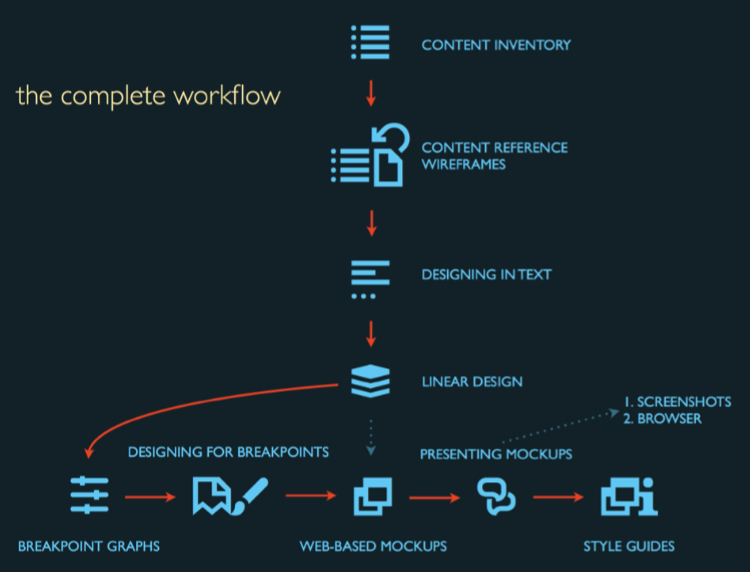 CONTENT INVENTORY
the complete workflow
CONTENT REFERENCE
WIREFRAMES
DESIGNING IN TEXT
LINEAR DESIGN
1. SCREENSHOTS
2. BROWSER
DESIGNING FOR BREAKPOINTS
PRESENTING MOCKUPS
BREAKPOINT GRAPHS
WEB-BASED MOCKUPS
STYLE GUIDES